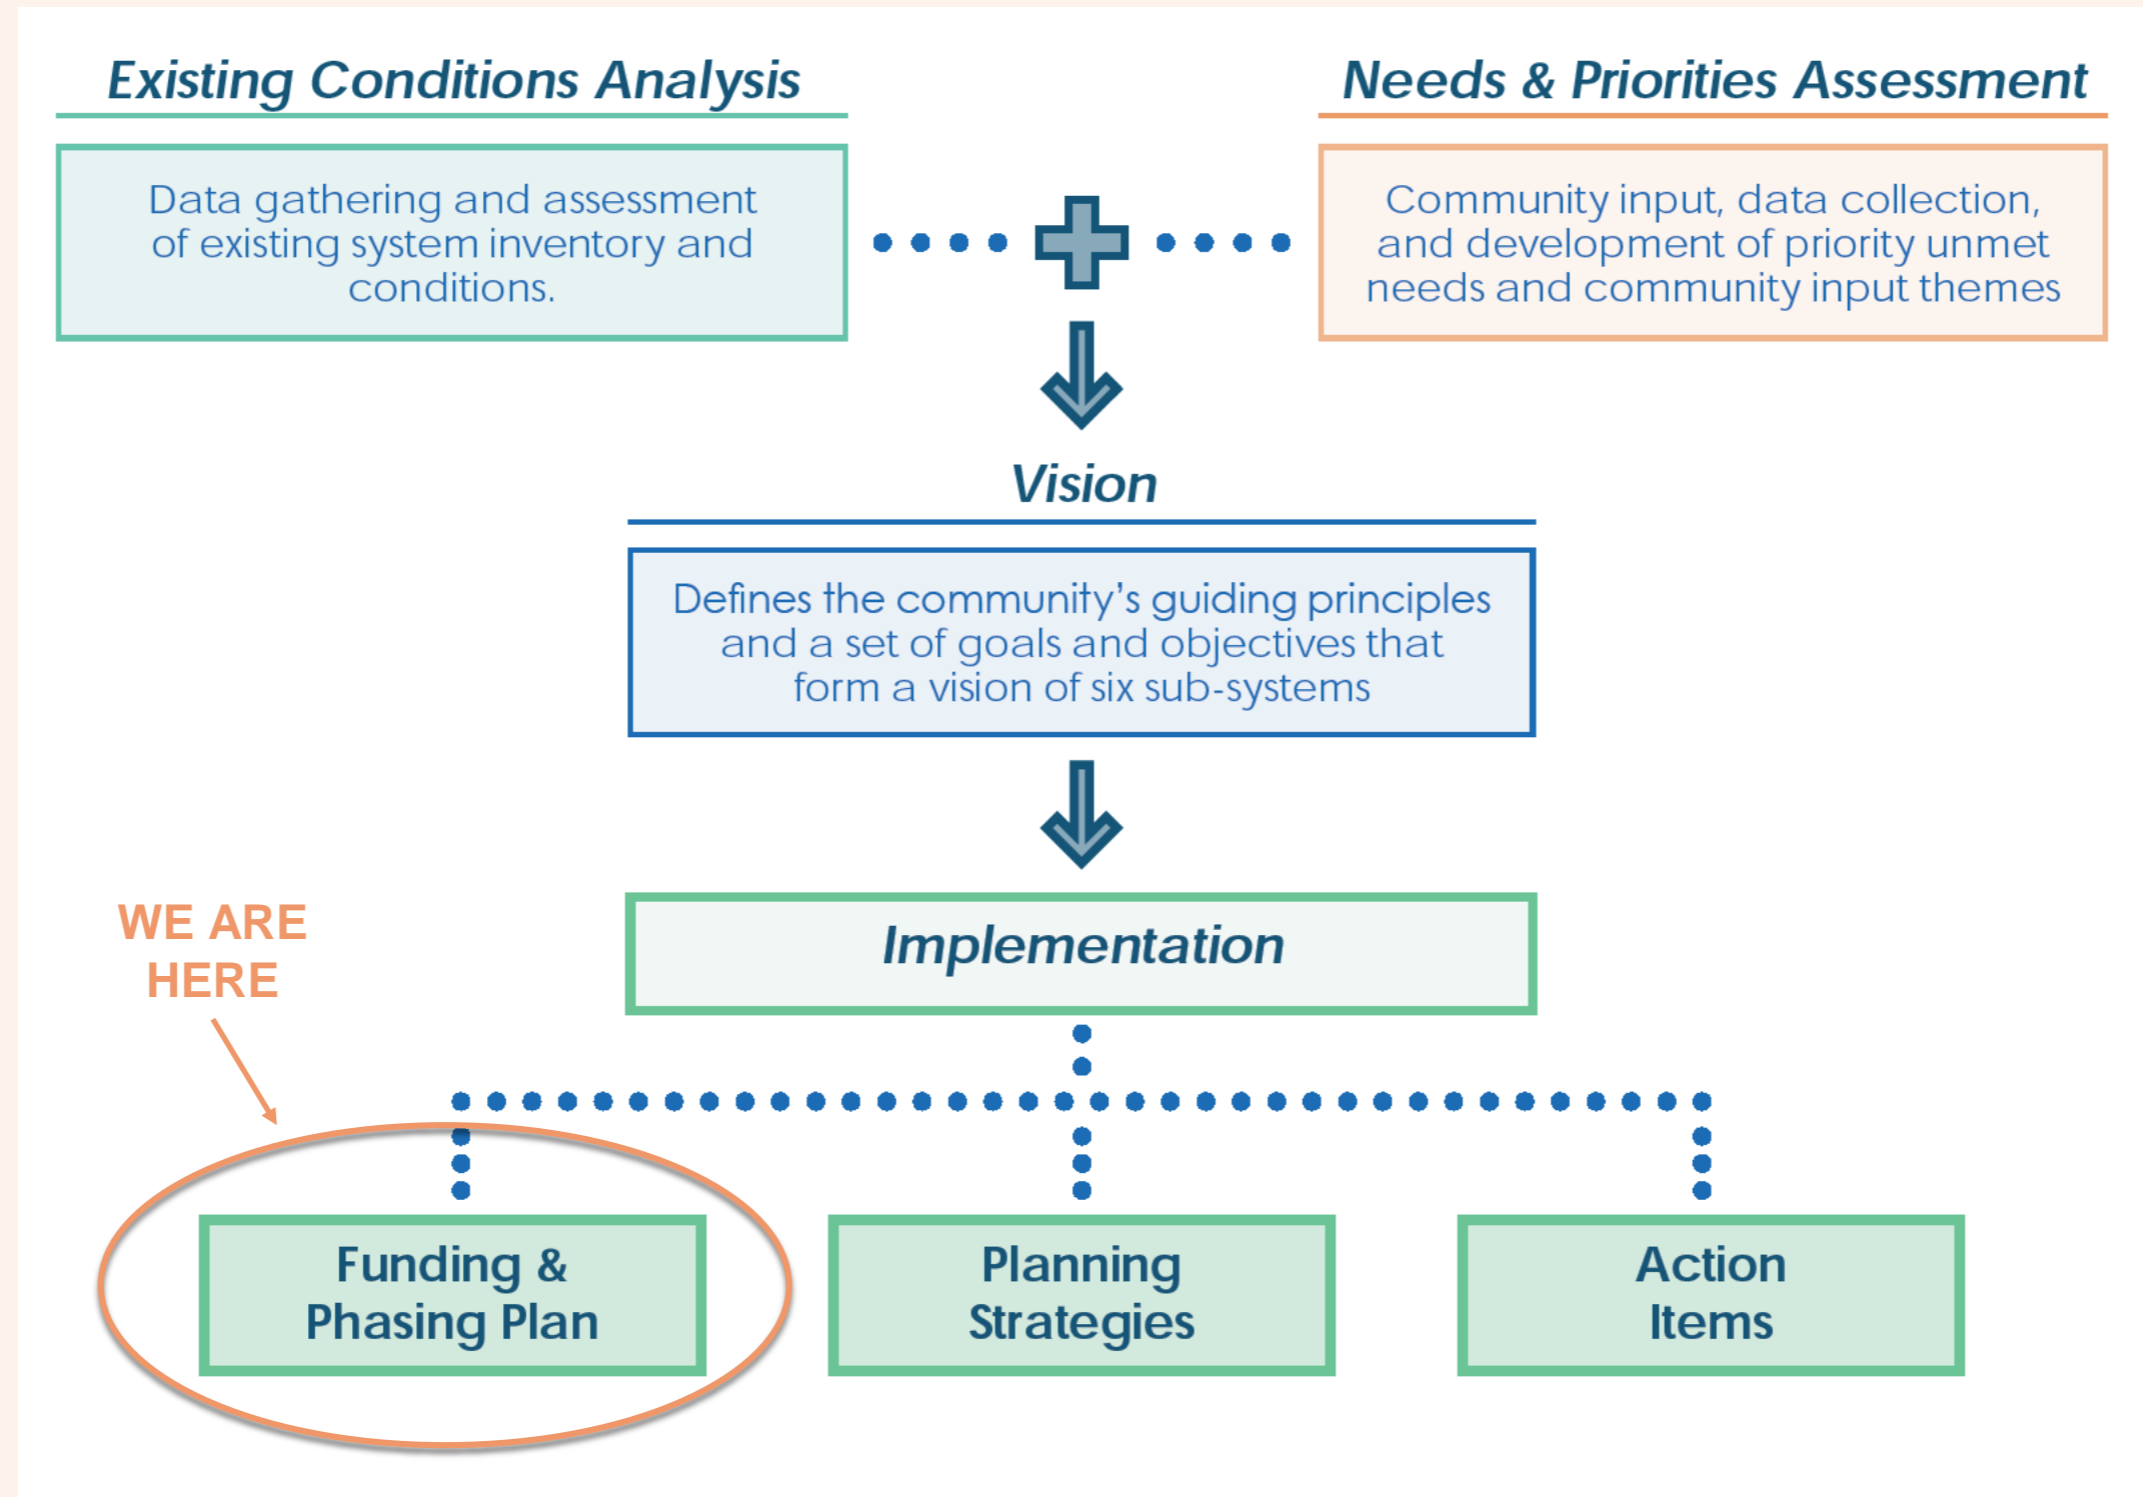 Existing Conditions Analysis
Data gathering and assessment
of existing system inventory and
conditions.
Needs & Priorities Assessment
Community input, data collection,
and development of priority unmet
needs and community input themes
Vision
Defines the community’s guiding principles
and a set of goals and objectives that
form a vision of six sub-systems
Implementation
WE ARE
HERE
Funding &
Phasing Plan
Planning
Strategies
Action
Items